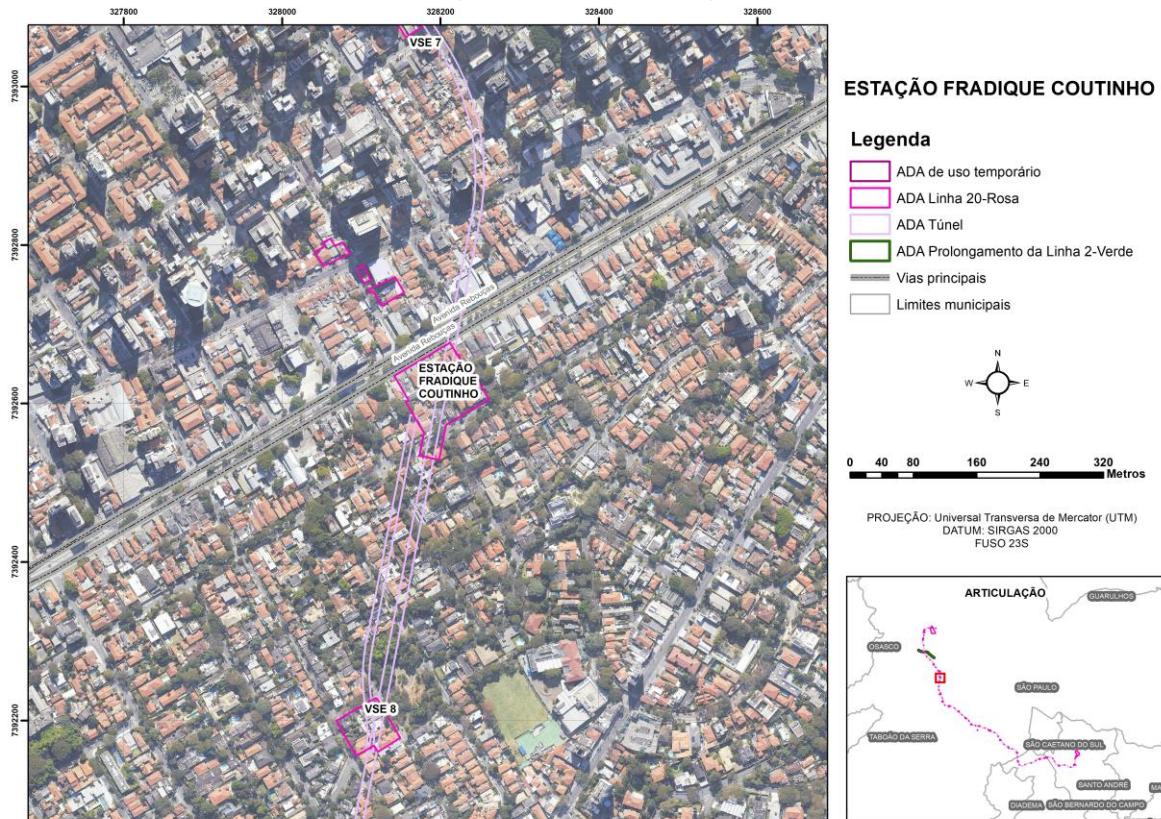 327800
328000
328200
328400
328600
7393000
7392800
7392600
7392400
7392200
VSE 7
Avenida Rebouças
Avenida Rebouças
ESTAÇÃO
FRADIQUE
COUTINHO
VSE 8
ESTAÇÃO FRADIQUE COUTINHO
Legenda
ADA de uso temporário
ADA Linha 20-Rosa
ADA Túnel
ADA Prolongamento da Linha 2-Verde
Vias principais
Limites municipais
N
W
E
S
0 40 80 160 240 320
Metros
PROJEÇÃO: Universal Transversa de Mercator (UTM)
DATUM: SIRGAS 2000
FUSO 23S
ARTICULAÇÃO
GUARULHOS
OSASCO
SÃO PAULO
TABOÃO DA SERRA
SÃO CAETANO DO SUL
SANTO ANDRÉ
MA
DIADEMA
SÃO BERNARDO DO CAMPO